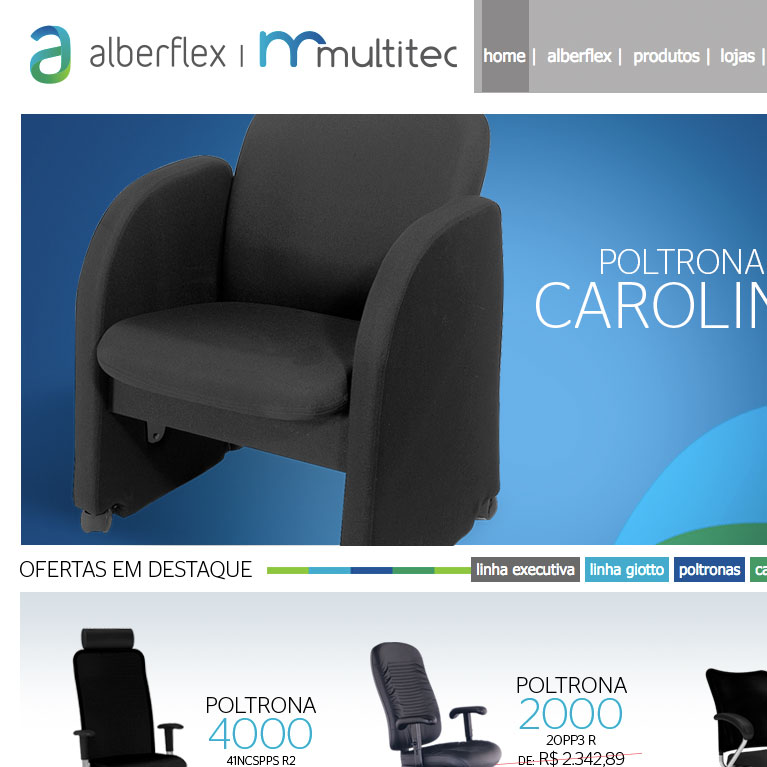 alberflex | multitec
home | alberflex | produtos | lojas |
POLTRONA
CAROLIN
OFERTAS EM DESTAQUE
linha executiva linha giotto poltronas ca
POLTRONA
4000
41NCSPPS R2
POLTRONA
2000
20PP3 R
DE: R$ 2.342,89